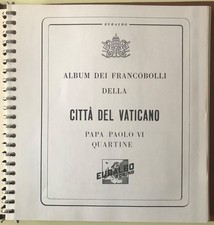 EURALBO
ALBUM DEI FRANCOBOLLI
DELLA
CITTÀ DEL VATICANO
PAPA PAOLO VI
QUARTINE
EURALBO